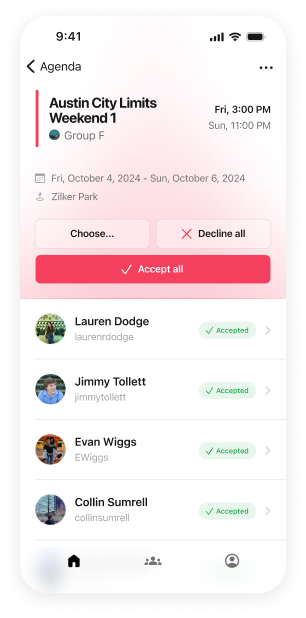 9:41
Agenda
Austin City Limits
Weekend 1
Group F
Fri, 3:00 PM
Sun, 11:00 PM
Fri, October 4, 2024 - Sun, October 6, 2024
Zilker Park
Choose...
Decline all
Accept all
Lauren Dodge
laurenrdodge
Accepted
Jimmy Tollett
jimmytollett
Accepted
Evan Wiggs
EWiggs
Accepted
Collin Sumrell
collinsumrell
Accepted